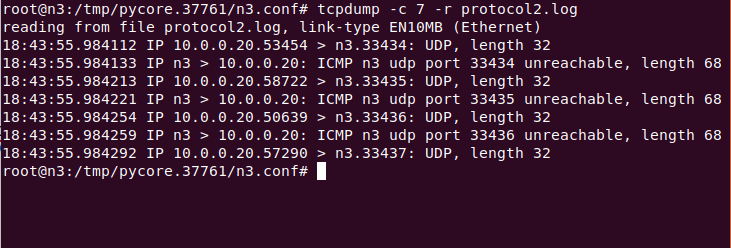 root@n3:/tmp/pycore.37761/n3.conf# tcpdump -c 7 -r protocol2.log
reading from file protocol2.log, link-type EN10MB (Ethernet)
18:43:55.984112 IP 10.0.0.20.53454 > n3.33434: UDP, length 32
18:43:55.984133 IP n3 > 10.0.0.20: ICMP n3 udp port 33434 unreachable, length 68
18:43:55.984213 IP 10.0.0.20.58722 > n3.33435: UDP, length 32
18:43:55.984221 IP n3 > 10.0.0.20: ICMP n3 udp port 33435 unreachable, length 68
18:43:55.984254 IP 10.0.0.20.50639 > n3.33436: UDP, length 32
18:43:55.984259 IP n3 > 10.0.0.20: ICMP n3 udp port 33436 unreachable, length 68
18:43:55.984292 IP 10.0.0.20.57290 > n3.33437: UDP, length 32
root@n3:/tmp/pycore.37761/n3.conf#